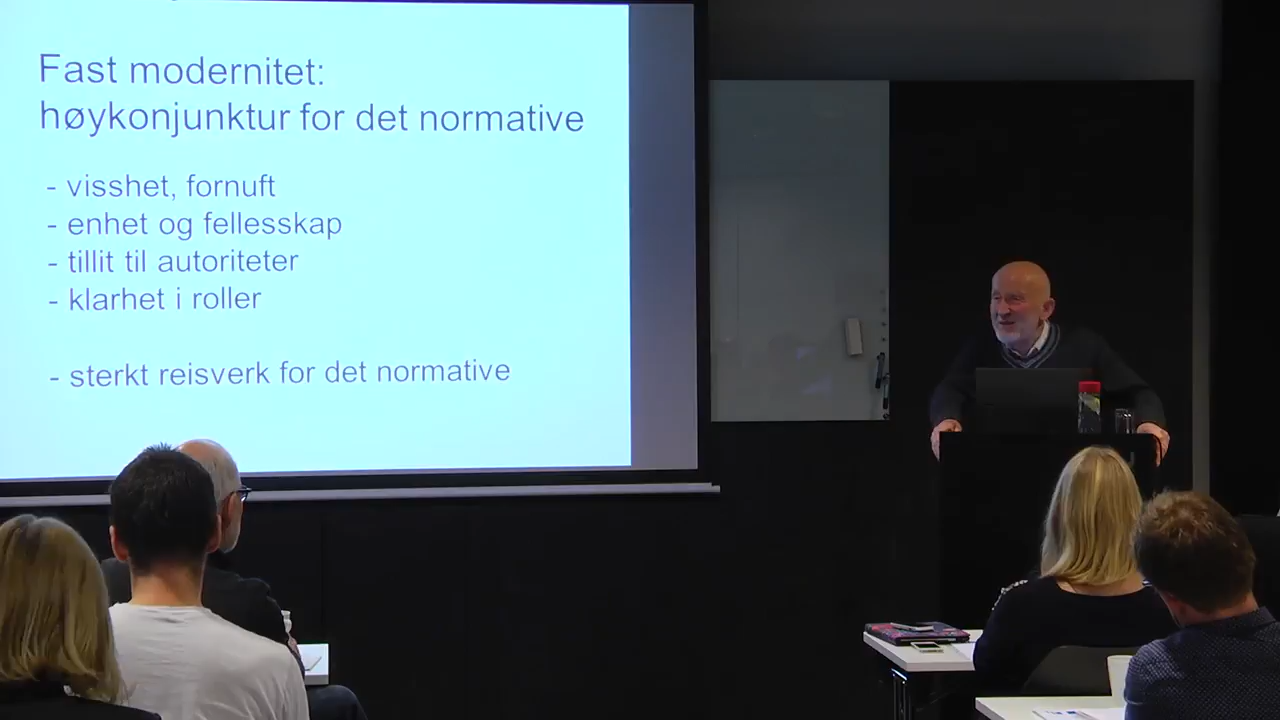 Fast modernitet:
høykonjunktur for det normative
- visshet, fornuft
- enhet og fellesskap
- tillit til autoriteter
- klarhet i roller
- sterkt reisverk for det normative